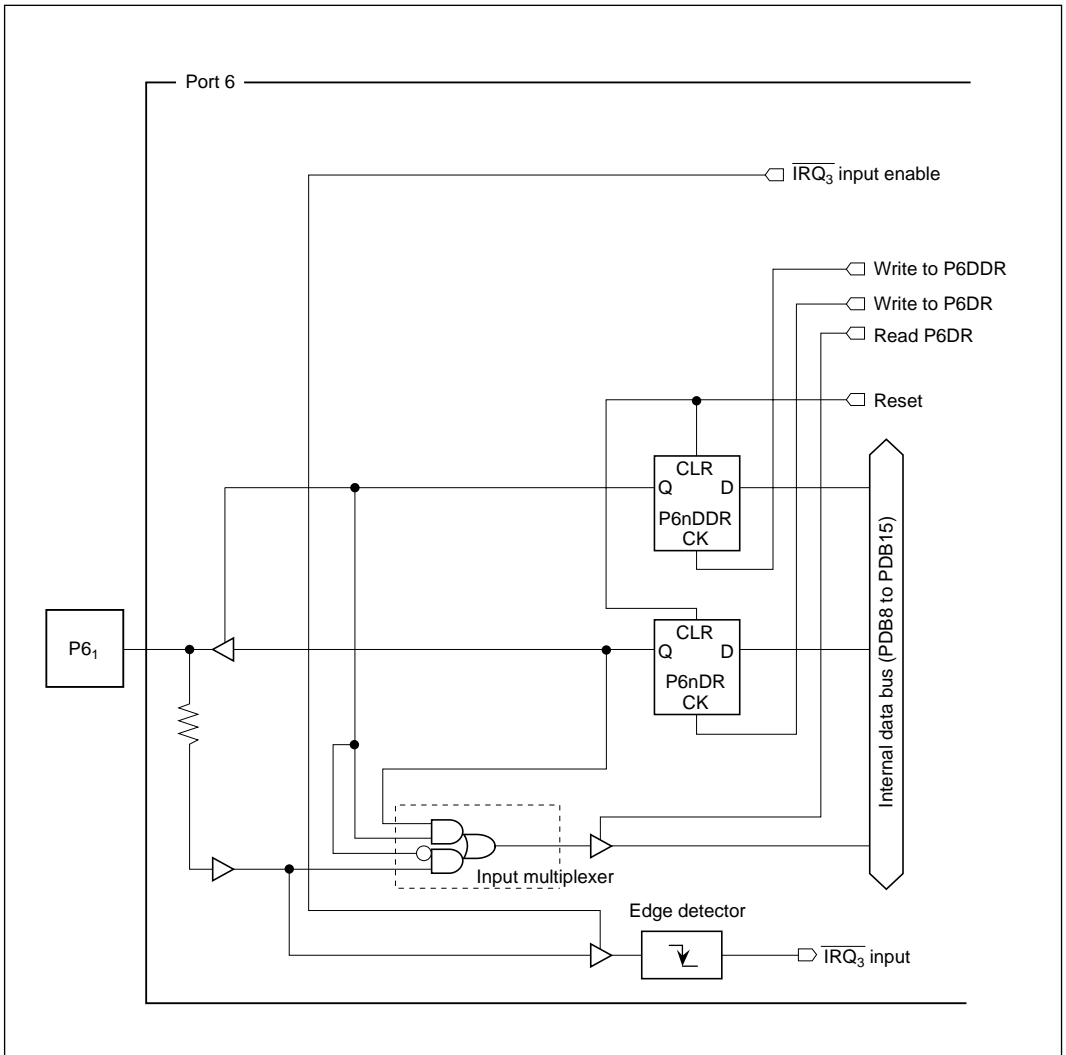 Port 6
IRQ₃ input enable
Write to P6DDR
Write to P6DR
Read P6DR
Reset
CLR
Q D
P6nDDR
CK
Internal data bus (PDB8 to PDB15)
P6₁
CLR
Q D
P6nDR
CK
Input multiplexer
Edge detector
IRQ₃ input